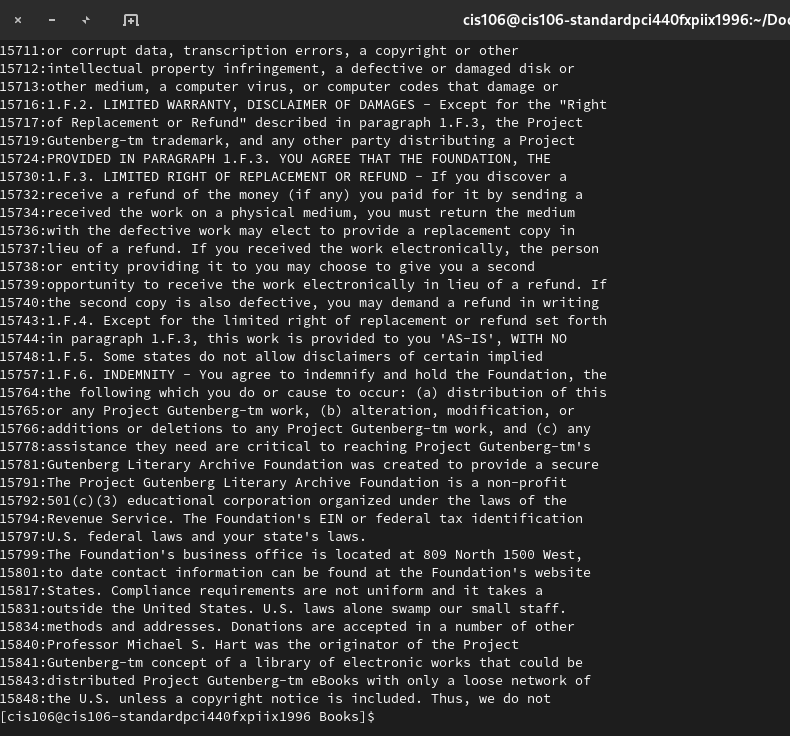 cis106@cis106-standardpci440fxpiix1996:~/Doc
15711:or corrupt data, transcription errors, a copyright or other
15712:intellectual property infringement, a defective or damaged disk or
15713:other medium, a computer virus, or computer codes that damage or
15716:1.F.2. LIMITED WARRANTY, DISCLAIMER OF DAMAGES - Except for the "Right
15717:of Replacement or Refund" described in paragraph 1.F.3, the Project
15719:Gutenberg-tm trademark, and any other party distributing a Project
15724:PROVIDED IN PARAGRAPH 1.F.3. YOU AGREE THAT THE FOUNDATION, THE
15730:1.F.3. LIMITED RIGHT OF REPLACEMENT OR REFUND - If you discover a
15732:receive a refund of the money (if any) you paid for it by sending a
15734:received the work on a physical medium, you must return the medium
15736:with the defective work may elect to provide a replacement copy in
15737:lieu of a refund. If you received the work electronically, the person
15738:or entity providing it to you may choose to give you a second
15739:opportunity to receive the work electronically in lieu of a refund. If
15740:the second copy is also defective, you may demand a refund in writing
15743:1.F.4. Except for the limited right of replacement or refund set forth
15744:in paragraph 1.F.3, this work is provided to you 'AS-IS', WITH NO
15748:1.F.5. Some states do not allow disclaimers of certain implied
15757:1.F.6. INDEMNITY - You agree to indemnify and hold the Foundation, the
15764:the following which you do or cause to occur: (a) distribution of this
15765:or any Project Gutenberg-tm work, (b) alteration, modification, or
15766:additions or deletions to any Project Gutenberg-tm work, and (c) any
15778:assistance they need are critical to reaching Project Gutenberg-tm's
15781:Gutenberg Literary Archive Foundation was created to provide a secure
15791:The Project Gutenberg Literary Archive Foundation is a non-profit
15792:501(c)(3) educational corporation organized under the laws of the
15794:Revenue Service. The Foundation's EIN or federal tax identification
15797:U.S. federal laws and your state's laws.
15799:The Foundation's business office is located at 809 North 1500 West,
15801:to date contact information can be found at the Foundation's website
15817:States. Compliance requirements are not uniform and it takes a
15831:outside the United States. U.S. laws alone swamp our small staff.
15834:methods and addresses. Donations are accepted in a number of other
15840:Professor Michael S. Hart was the originator of the Project
15841:Gutenberg-tm concept of a library of electronic works that could be
15843:distributed Project Gutenberg-tm eBooks with only a loose network of
15848:the U.S. unless a copyright notice is included. Thus, we do not
[cis106@cis106-standardpci440fxpiix1996 Books]$